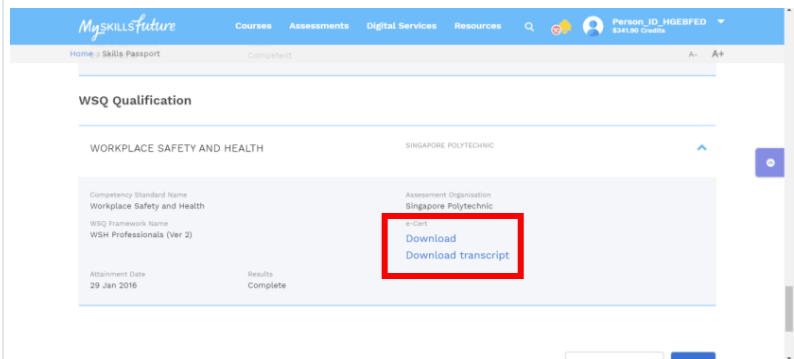 MySKILLSfuture
Courses Assessments Digital Services Resources
Person_ID_HGEBFED
$341.90 Credits
Home / Skills Passport
Competent
A- A+
WSQ Qualification
WORKPLACE SAFETY AND HEALTH
SINGAPORE POLYTECHNIC
Competency Standard Name
Workplace Safety and Health
Assessment Organisation
Singapore Polytechnic
WSQ Framework Name
WSH Professionals (Ver 2)
e-Cert
Download
Download transcript
Attainment Date
29 Jan 2016
Results
Complete